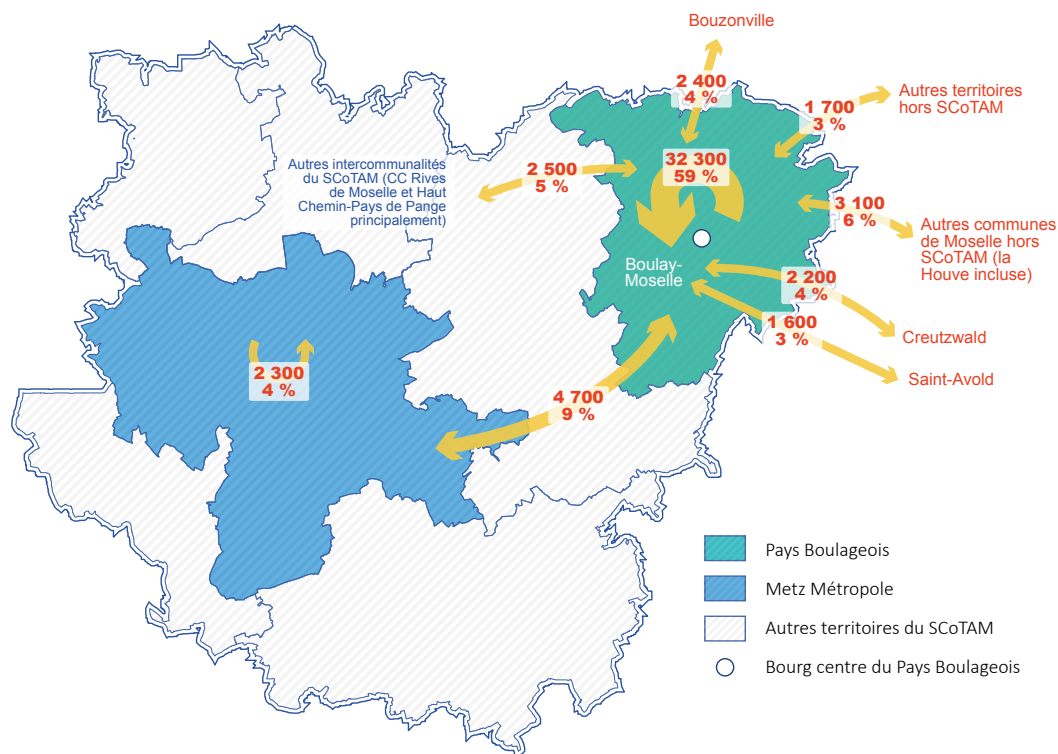 Bouzonville
2 400
4 %
Autres territoires
hors SCoTAM
1 700
3 %
Autres intercommunalités
du SCoTAM (CC Rives
de Moselle et Haut
Chemin-Pays de Pange
principalement)
2 500
5 %
32 300
59 %
3 100
6 %
Autres communes
de Moselle hors
SCoTAM (la
Houve incluse)
Boulay-
Moselle
2 200
4 %
Creutzwald
1 600
3 %
Saint-Avold
2 300
4 %
4 700
9 %
Pays Boulageois
Metz Métropole
Autres territoires du SCoTAM
Bourg centre du Pays Boulageois